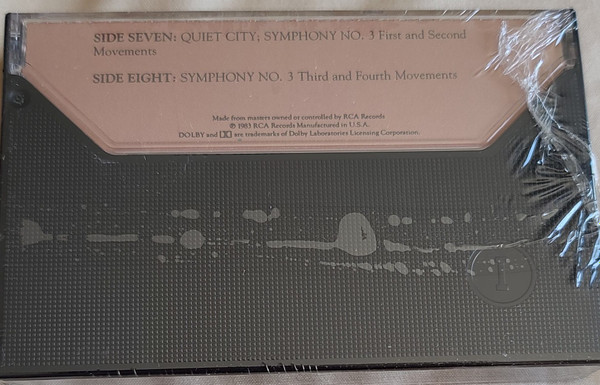 SIDE SEVEN: QUIET CITY; SYMPHONY NO. 3 First and Second
Movements
SIDE EIGHT: SYMPHONY NO. 3 Third and Fourth Movements
Made from masters owned or controlled by RCA Records
℗ 1983 RCA Records Manufactured in U.S.A.
DOLBY and are trademarks of Dolby Laboratories Licensing Corporation.